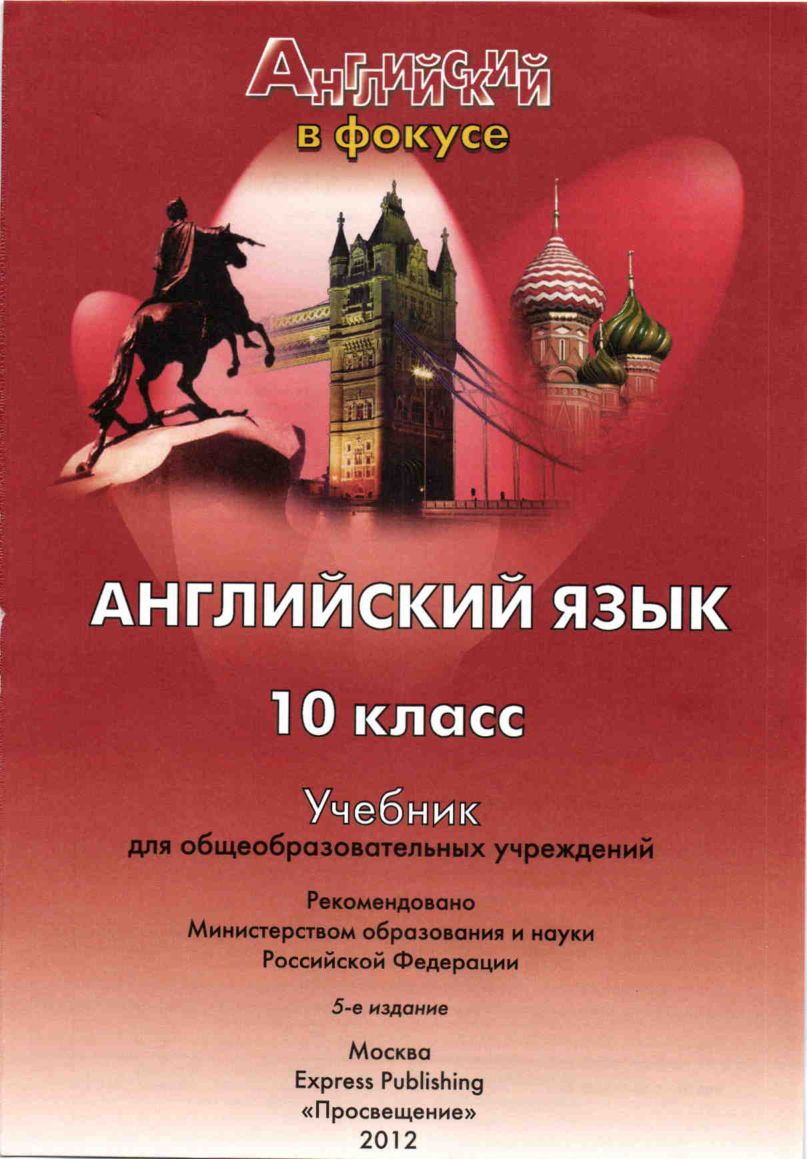 Английский
в фокусе
АНГЛИЙСКИЙ ЯЗЫК
10 класс
Учебник
для общеобразовательных учреждений
Рекомендовано
Министерством образования и науки
Российской Федерации
5-е издание
Москва
Express Publishing
«Просвещение»
2012